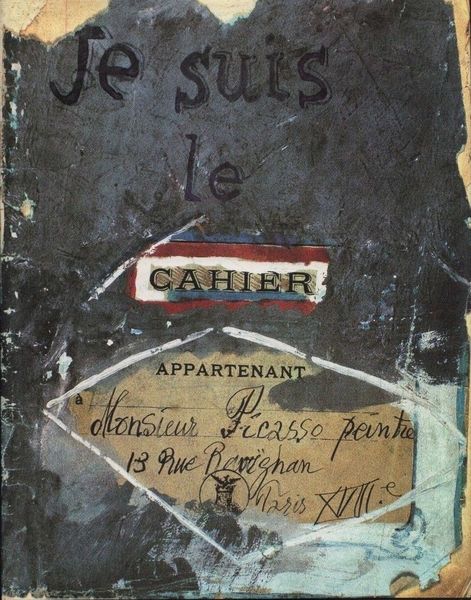 Je suis
le
CAHIER
APPARTENANT
à Monsieur Picasso peintre
13 Rue Ravignan
Paris XVIIIe